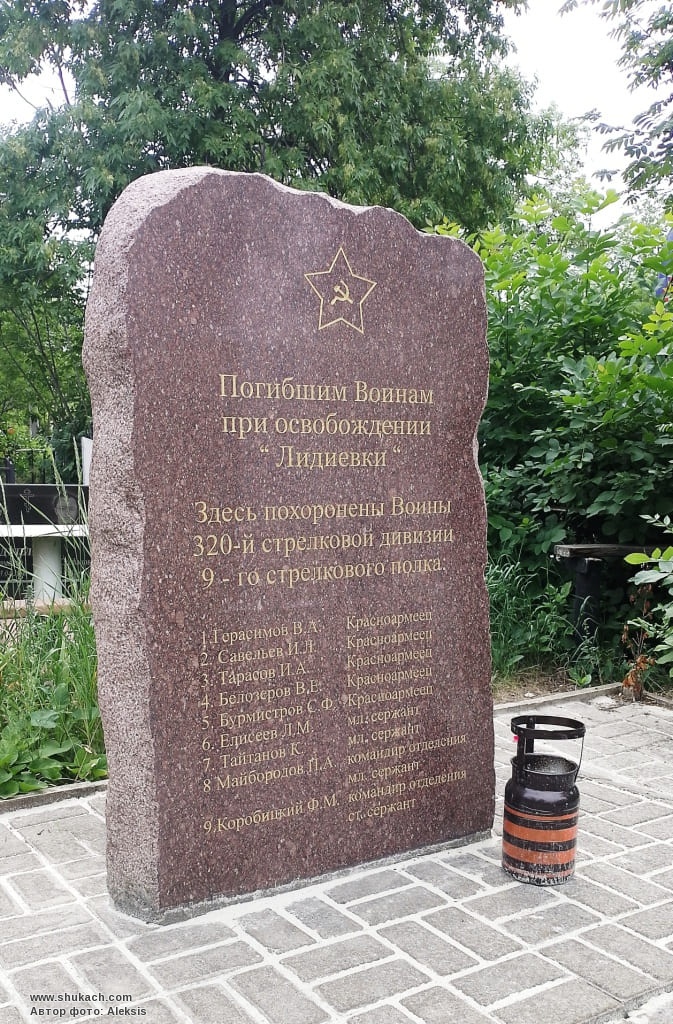 Погибшим Воинам
при освобождении
“ Лидиевки “
Здесь похоронены Воины
320-й стрелковой дивизии
9 - го стрелкового полка:
1.Герасимов В.А. Красноармеец
2. Савельев И.Л. Красноармеец
3. Тарасов И.А. Красноармеец
4. Белозеров В.Е. Красноармеец
5. Бурмистров С.Ф. Красноармеец
6. Елисеев Л.М. мл. сержант
7. Тайганов К. мл. сержант
8 Майбородов П.А. командир отделения
мл. сержант
9.Коробицкий Ф.М. командир отделения
ст. сержант
www.shukach.com
Автор фото: Aleksis